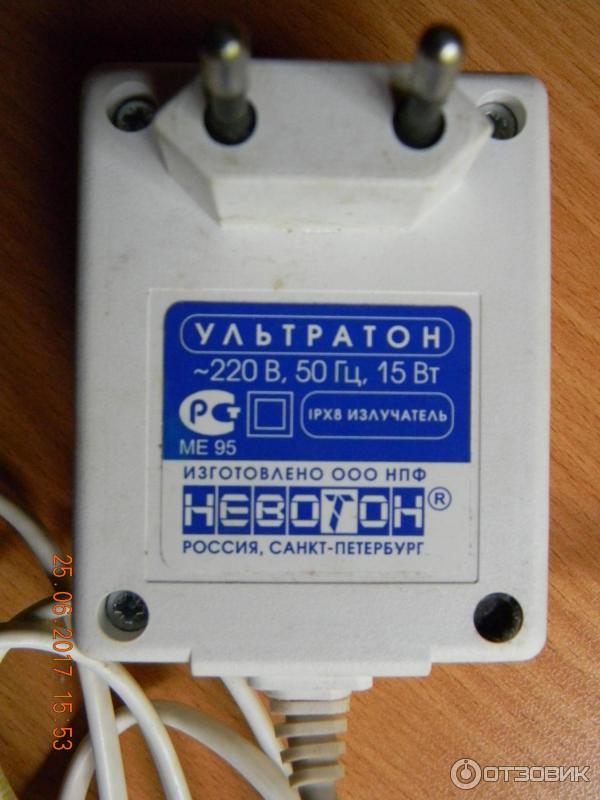 УЛЬТРАТОН
~220 В, 50 Гц, 15 Вт
РСТ
IPX8 ИЗЛУЧАТЕЛЬ
МЕ 95
ИЗГОТОВЛЕНО ООО НПФ
НЕВОТОН®
РОССИЯ, САНКТ-ПЕТЕРБУРГ
25.06.2017 15:53
ОТЗОВИК